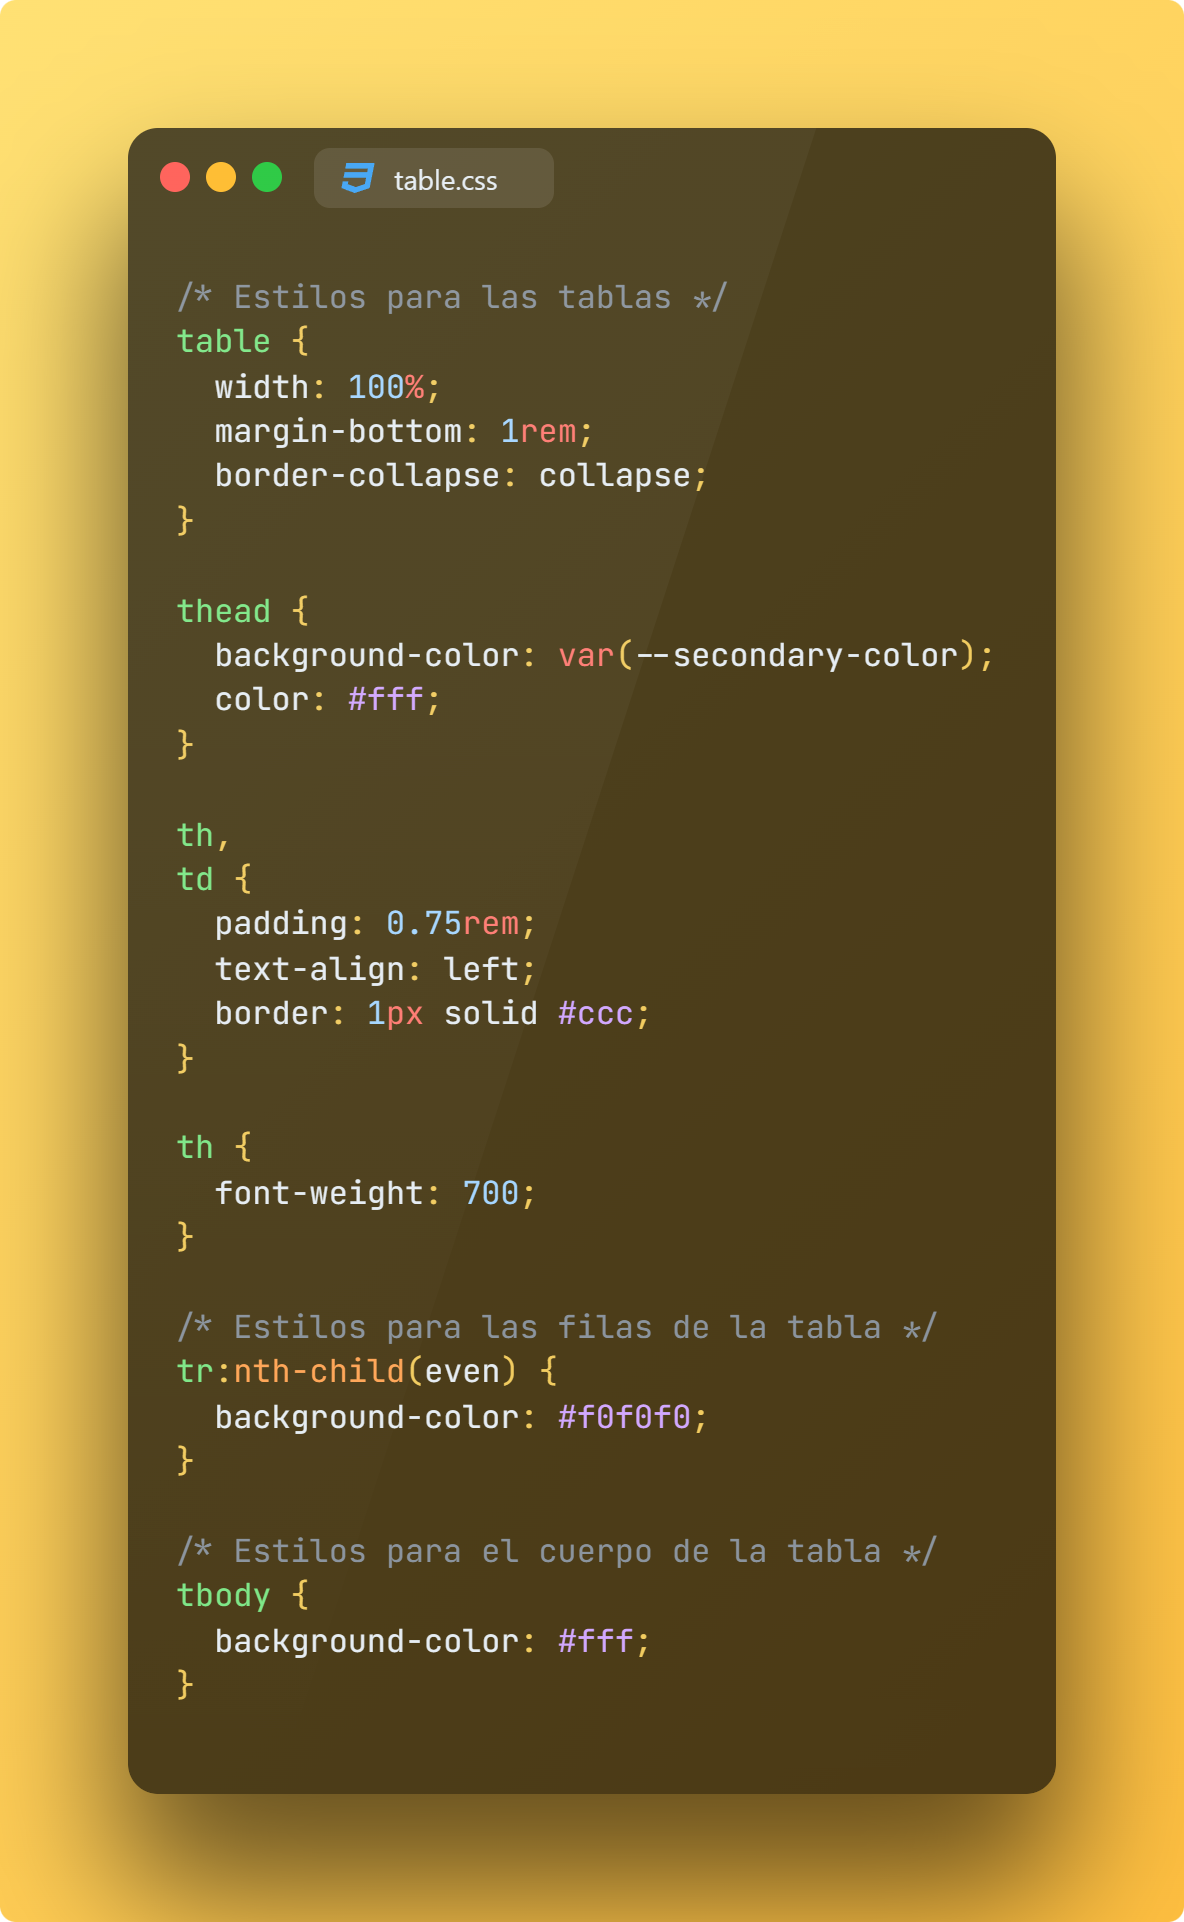 table.css
/* Estilos para las tablas */
table {
  width: 100%;
  margin-bottom: 1rem;
  border-collapse: collapse;
}

thead {
  background-color: var(--secondary-color);
  color: #fff;
}

th,
td {
  padding: 0.75rem;
  text-align: left;
  border: 1px solid #ccc;
}

th {
  font-weight: 700;
}

/* Estilos para las filas de la tabla */
tr:nth-child(even) {
  background-color: #f0f0f0;
}

/* Estilos para el cuerpo de la tabla */
tbody {
  background-color: #fff;
}